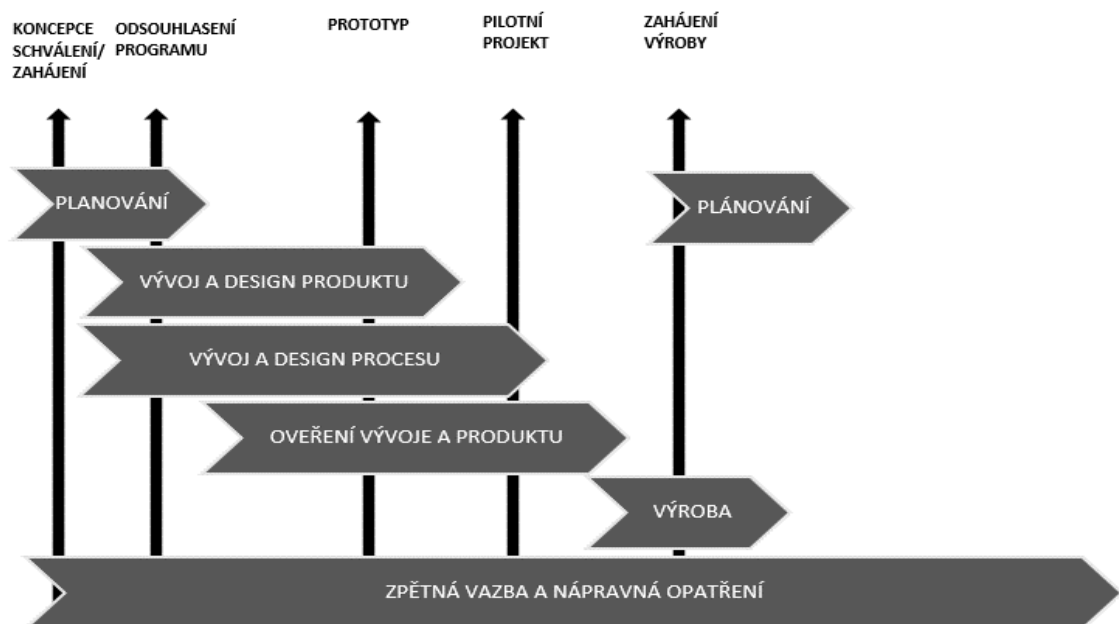 KONCEPCE
SCHVÁLENÍ/
ZAHÁJENÍ
ODSOUHLASENÍ
PROGRAMU
PROTOTYP
PILOTNÍ
PROJEKT
ZAHÁJENÍ
VÝROBY
PLANOVÁNÍ
PLÁNOVÁNÍ
VÝVOJ A DESIGN PRODUKTU
VÝVOJ A DESIGN PROCESU
OVEŘENÍ VÝVOJE A PRODUKTU
VÝROBA
ZPĚTNÁ VAZBA A NÁPRAVNÁ OPATŘENÍ